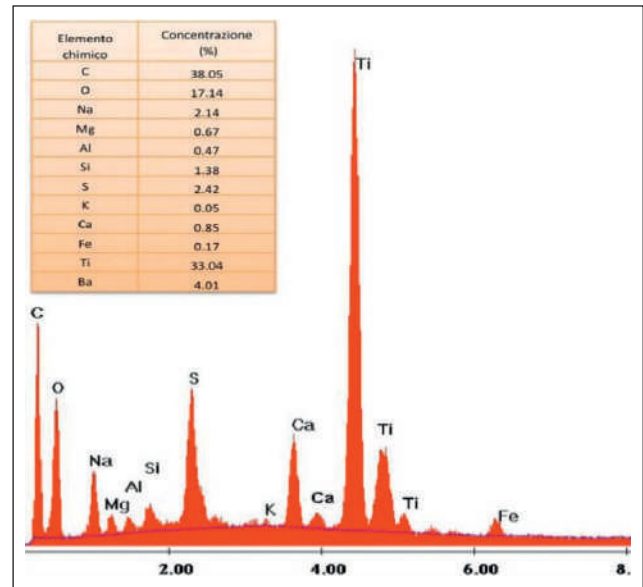 Elemento chimico Concentrazione (%)
C 38.05
O 17.14
Na 2.14
Mg 0.67
Al 0.47
Si 1.38
S 2.42
K 0.05
Ca 0.85
Fe 0.17
Ti 33.04
Ba 4.01
Ti
C
O
S
Na
Mg
Al
Si
K
Ca
Ca
Ti
Ti
Fe
2.00 4.00 6.00 8.